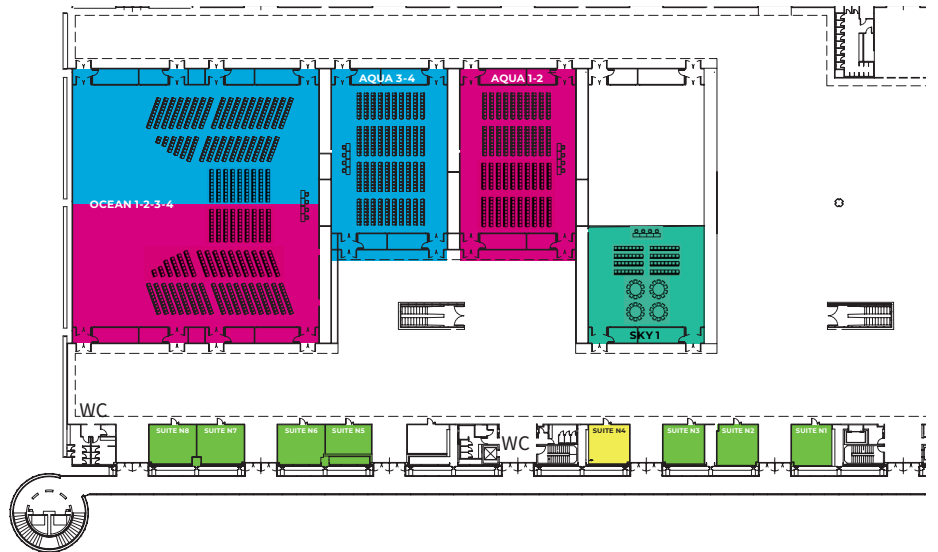 AQUA 3-4
AQUA 1-2
OCEAN 1-2-3-4
SKY 1
WC
SUITE N8
SUITE N7
SUITE N6
SUITE N5
WC
SUITE N4
SUITE N3
SUITE N2
SUITE N1